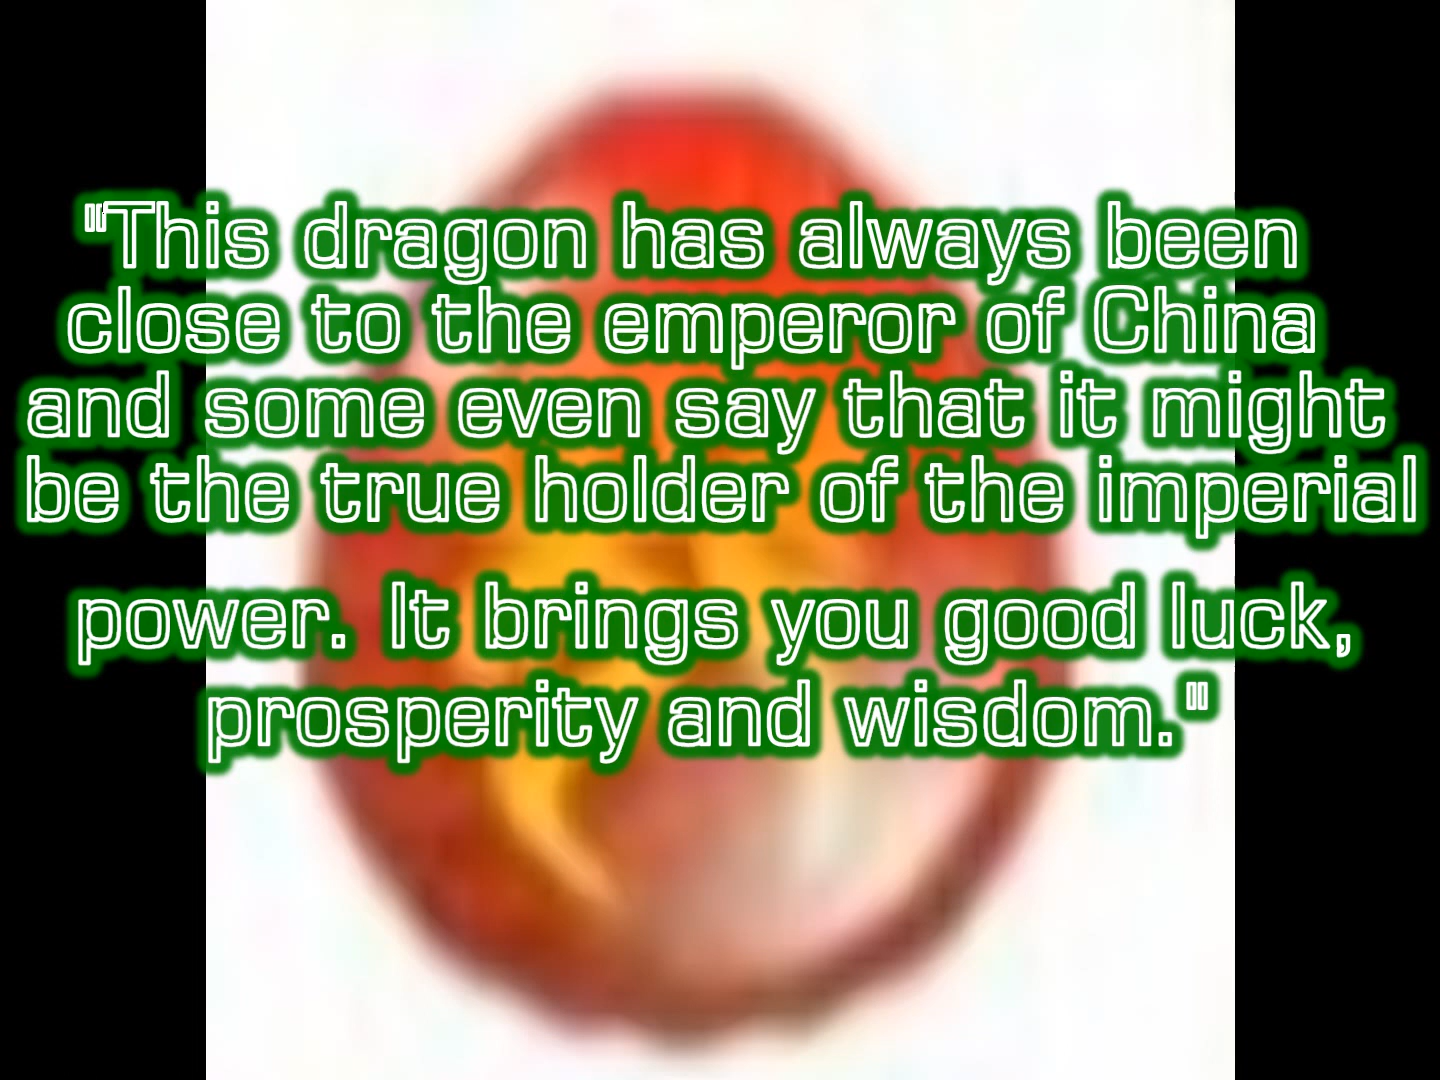 "This dragon has always been
close to the emperor of China
and some even say that it might
be the true holder of the imperial
power. It brings you good luck,
prosperity and wisdom."